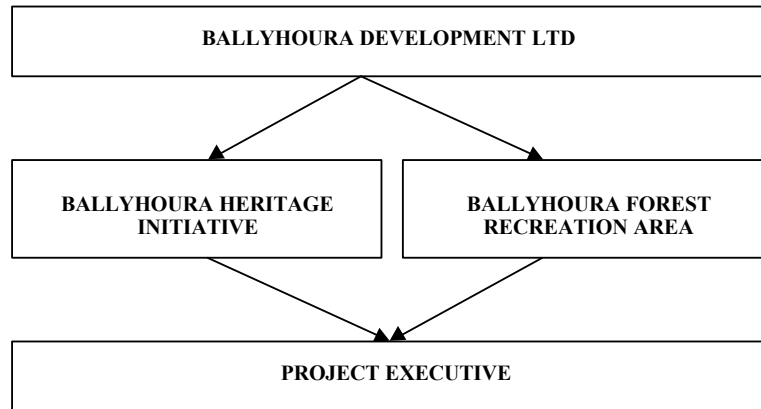 BALLYHOURA DEVELOPMENT LTD
BALLYHOURA HERITAGE
INITIATIVE
BALLYHOURA FOREST
RECREATION AREA
PROJECT EXECUTIVE